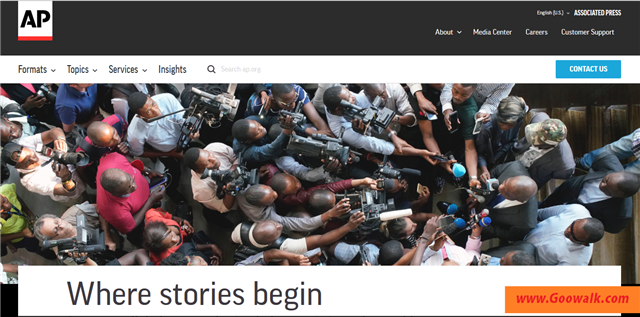 AP
English (U.S.)
ASSOCIATED PRESS
About
Media Center
Careers
Customer Support
Formats
Topics
Services
Insights
Search ap.org
CONTACT US
Where stories begin
www.Goowalk.com